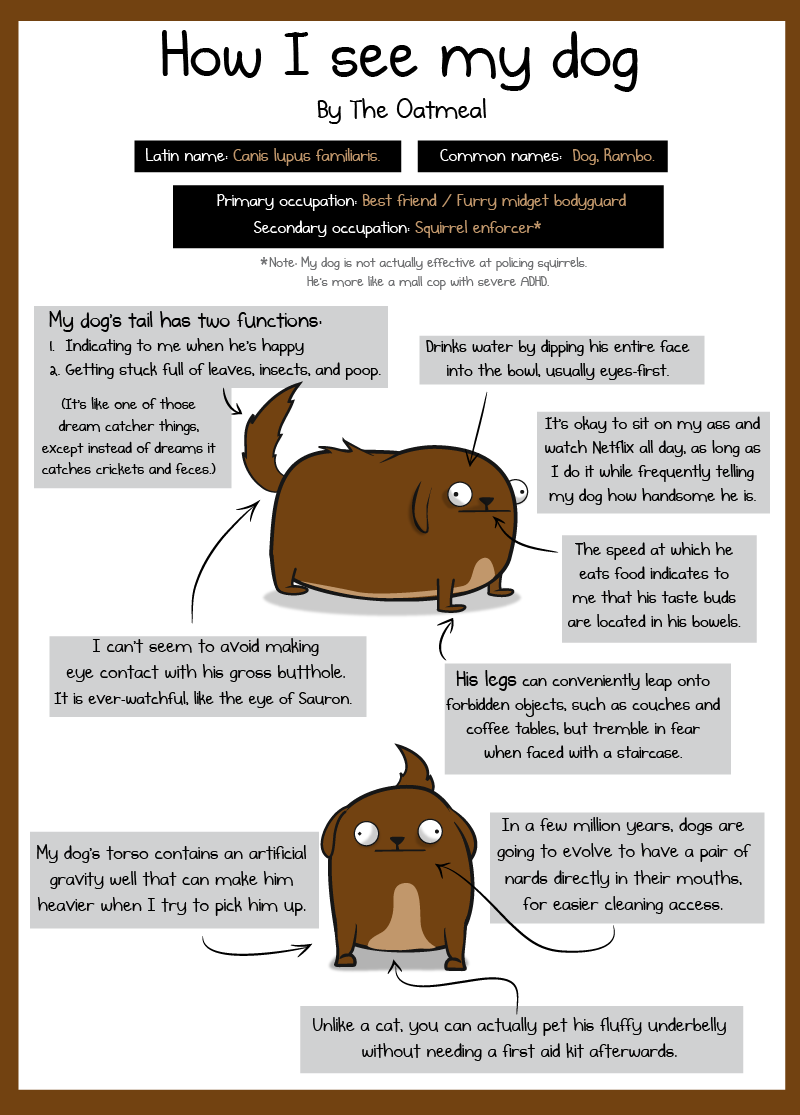 How I see my dog
By The Oatmeal
Latin name: Canis lupus familiaris.
Common names: Dog, Rambo.
Primary occupation: Best friend / Furry midget bodyguard
Secondary occupation: Squirrel enforcer*
*Note: My dog is not actually effective at policing squirrels.
He's more like a mall cop with severe ADHD.
My dog's tail has two functions:
1. Indicating to me when he's happy
2. Getting stuck full of leaves, insects, and poop.
(It's like one of those
dream catcher things,
except instead of dreams it
catches crickets and feces.)
Drinks water by dipping his entire face
into the bowl, usually eyes-first.
It's okay to sit on my ass and
watch Netflix all day, as long as
I do it while frequently telling
my dog how handsome he is.
The speed at which he
eats food indicates to
me that his taste buds
are located in his bowels.
I can't seem to avoid making
eye contact with his gross butthole.
It is ever-watchful, like the eye of Sauron.
His legs can conveniently leap onto
forbidden objects, such as couches and
coffee tables, but tremble in fear
when faced with a staircase.
My dog's torso contains an artificial
gravity well that can make him
heavier when I try to pick him up.
In a few million years, dogs are
going to evolve to have a pair of
nards directly in their mouths,
for easier cleaning access.
Unlike a cat, you can actually pet his fluffy underbelly
without needing a first aid kit afterwards.